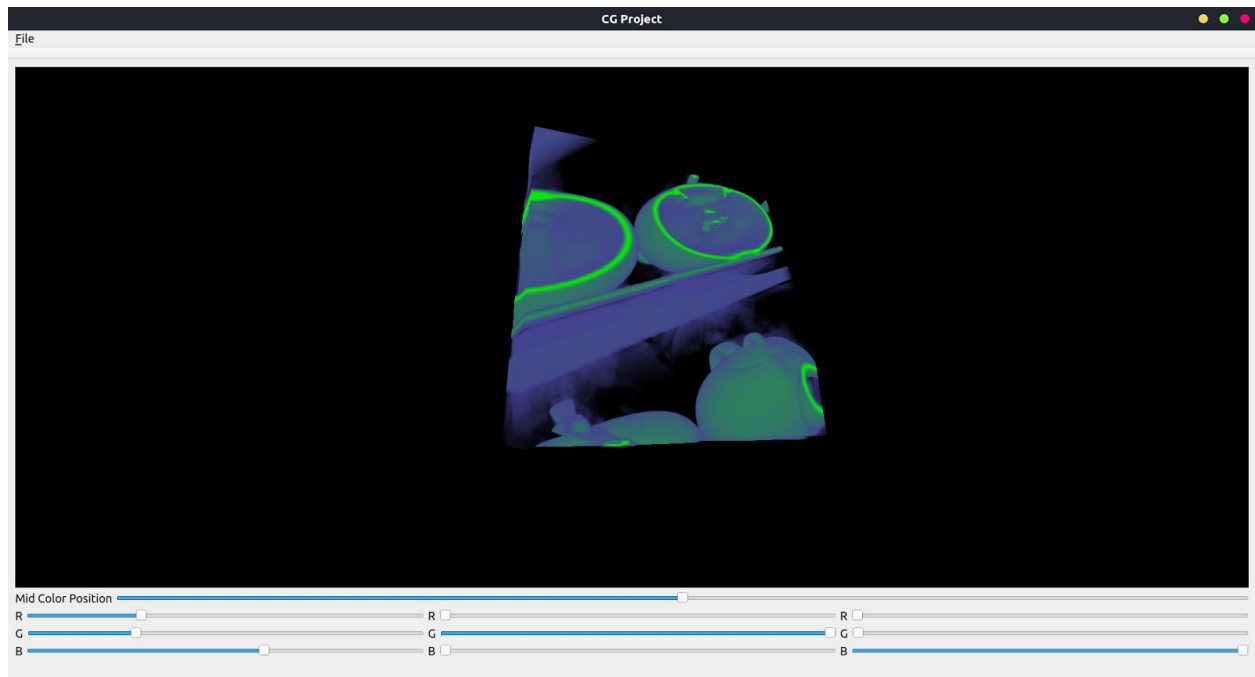 CG Project
File
Mid Color Position
R R R
G G G
B B B